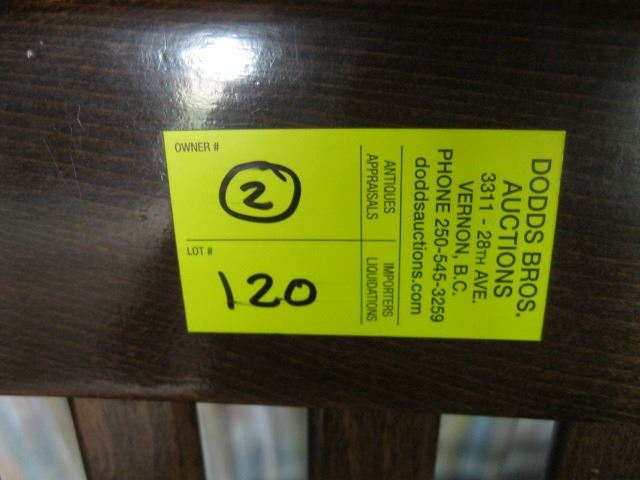 DODDS BROS.
AUCTIONS
3311 - 28TH AVE.
VERNON, B.C.
PHONE 250-545-3259
doddsauctions.com
ANTIQUES IMPORTERS
APPRAISALS LIQUIDATIONS
OWNER #
2
LOT #
120